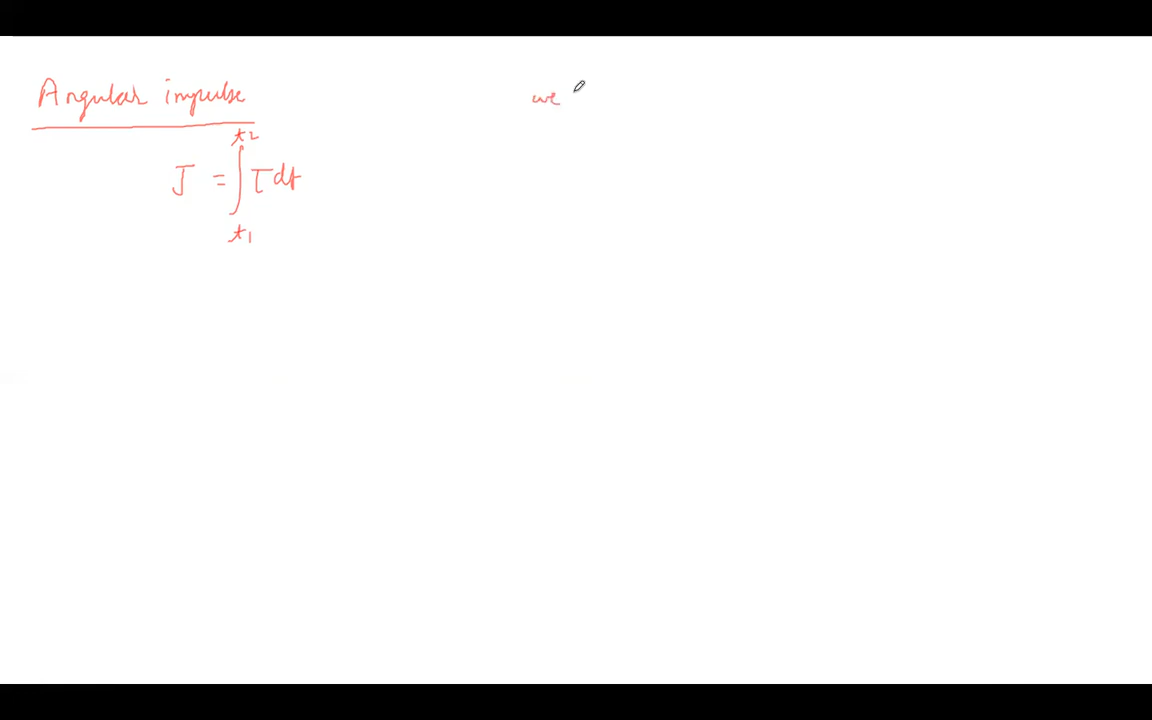 Angular impulse
J = ∫_{t1}^{t2} τ dt
we